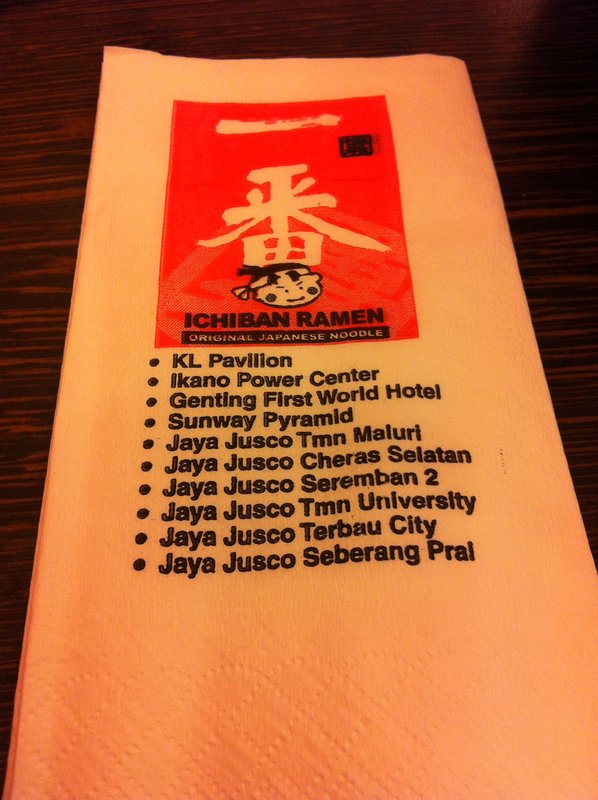 一
番
ICHIBAN RAMEN
ORIGINAL JAPANESE NOODLE
• KL Pavilion
• Ikano Power Center
• Genting First World Hotel
• Sunway Pyramid
• Jaya Jusco Tmn Maluri
• Jaya Jusco Cheras Selatan
• Jaya Jusco Seremban 2
• Jaya Jusco Tmn University
• Jaya Jusco Terbau City
• Jaya Jusco Seberang Prai